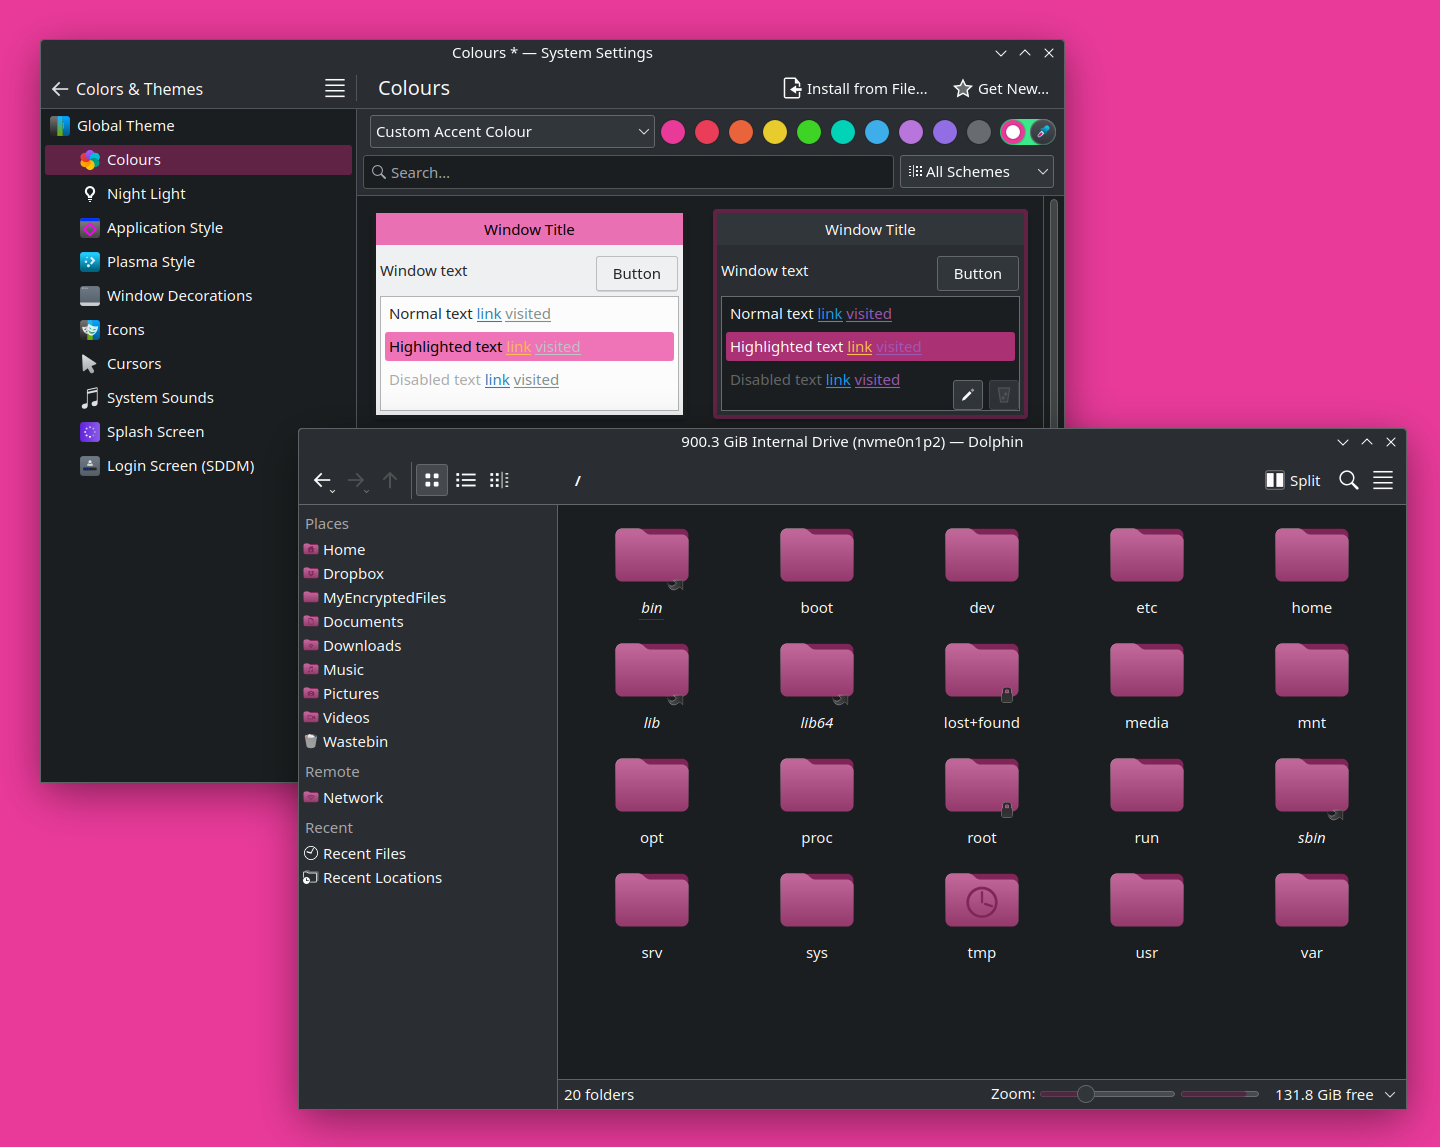 Colours * — System Settings
Colors & Themes
Colours
Install from File...
Get New...
Global Theme
Colours
Night Light
Application Style
Plasma Style
Window Decorations
Icons
Cursors
System Sounds
Splash Screen
Login Screen (SDDM)
Custom Accent Colour
Search...
All Schemes
Window Title
Window text
Button
Normal text link visited
Highlighted text link visited
Disabled text link visited
Window Title
Window text
Button
Normal text link visited
Highlighted text link visited
Disabled text link visited
900.3 GiB Internal Drive (nvme0n1p2) — Dolphin
/
Split
Places
Home
Dropbox
MyEncryptedFiles
Documents
Downloads
Music
Pictures
Videos
Wastebin
Remote
Network
Recent
Recent Files
Recent Locations
bin boot dev etc home
lib lib64 lost+found media mnt
opt proc root run sbin
srv sys tmp usr var
20 folders
Zoom:
131.8 GiB free